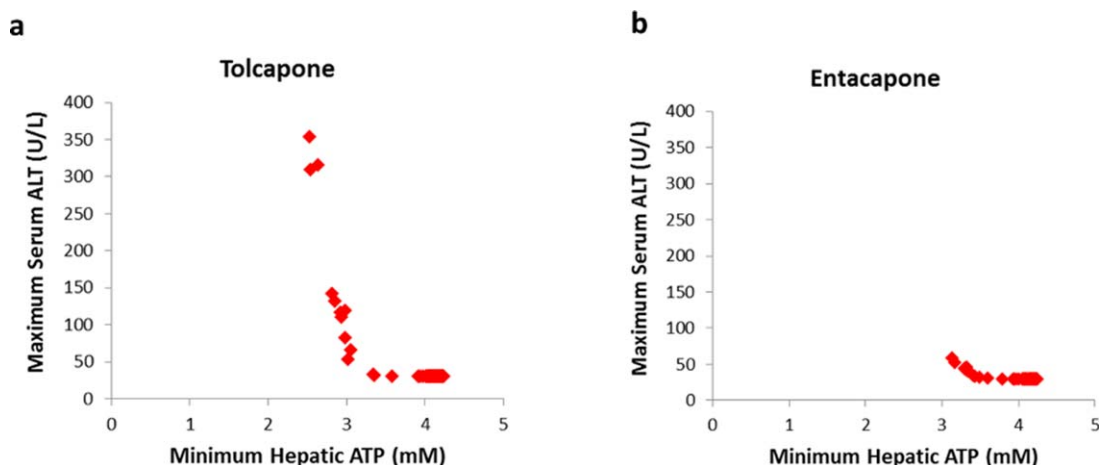 a
Tolcapone
Maximum Serum ALT (U/L)
400
350
300
250
200
150
100
50
0
0 1 2 3 4 5
Minimum Hepatic ATP (mM)
b
Entacapone
Maximum Serum ALT (U/L)
400
350
300
250
200
150
100
50
0
0 1 2 3 4 5
Minimum Hepatic ATP (mM)